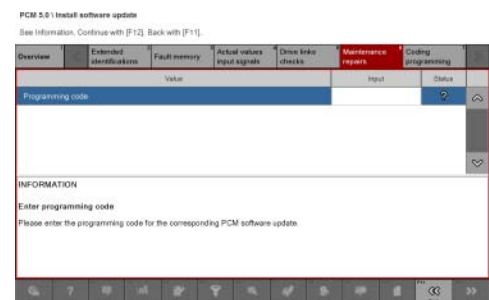 PCM 5.0 \ Install software update
See Information. Continue with [F12]. Back with [F11].
Overview
Extended identifications
Fault memory
Actual values input signals
Drive links checks
Maintenance repairs
Coding programming
Value
Input
Status
Programming code
?
INFORMATION
Enter programming code
Please enter the programming code for the corresponding PCM software update.